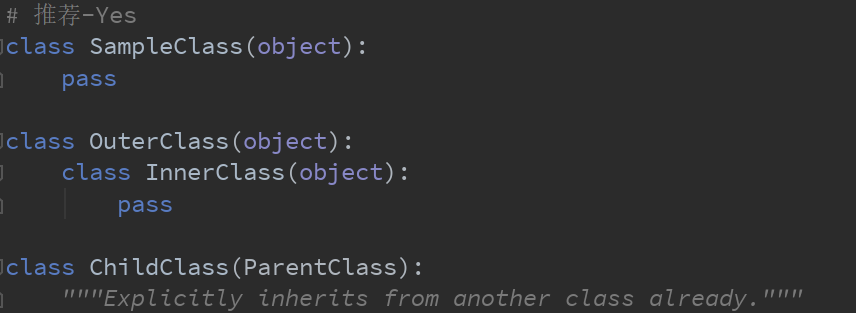 # 推荐-Yes
class SampleClass(object):
    pass
class OuterClass(object):
    class InnerClass(object):
        pass
class ChildClass(ParentClass):
    """Explicitly inherits from another class already."""